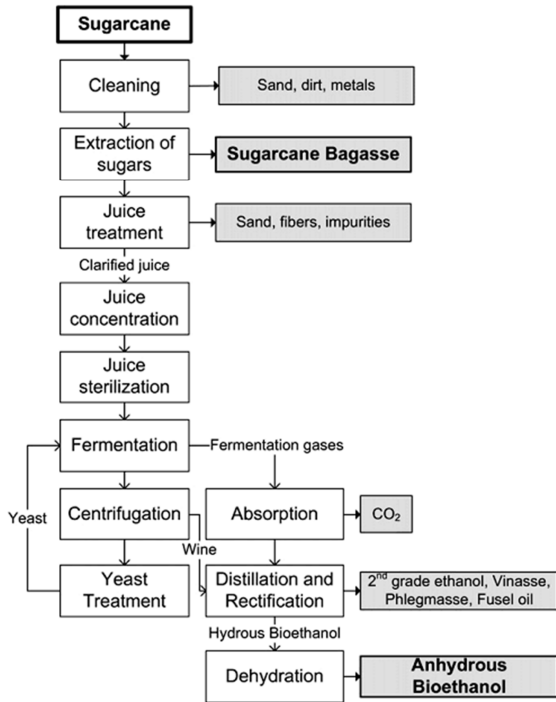 Sugarcane
Cleaning
Sand, dirt, metals
Extraction of
sugars
Sugarcane Bagasse
Juice
treatment
Sand, fibers, impurities
Clarified juice
Juice
concentration
Juice
sterilization
Fermentation
Fermentation gases
Yeast
Centrifugation
Absorption
CO₂
Wine
Yeast
Treatment
Distillation and
Rectification
2nd grade ethanol, Vinasse,
Phlegmasse, Fusel oil
Hydrous Bioethanol
Dehydration
Anhydrous
Bioethanol